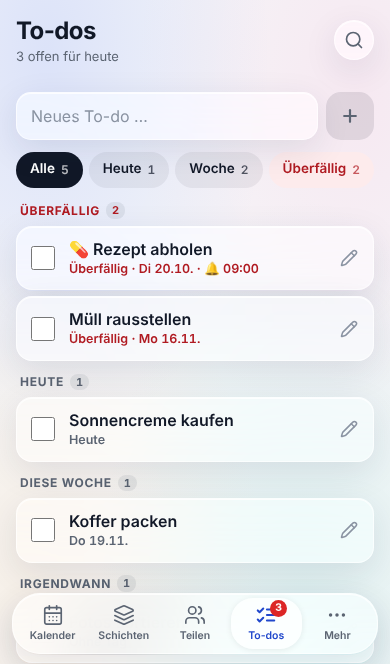 To-dos
3 offen für heute
Neues To-do ...
Alle 5 Heute 1 Woche 2 Überfällig 2
ÜBERFÄLLIG 2
💊 Rezept abholen
Überfällig · Di 20.10. · 🔔 09:00
Müll rausstellen
Überfällig · Mo 16.11.
HEUTE 1
Sonnencreme kaufen
Heute
DIESE WOCHE 1
Koffer packen
Do 19.11.
IRGENDWANN 1
3
Kalender Schichten Teilen To-dos Mehr